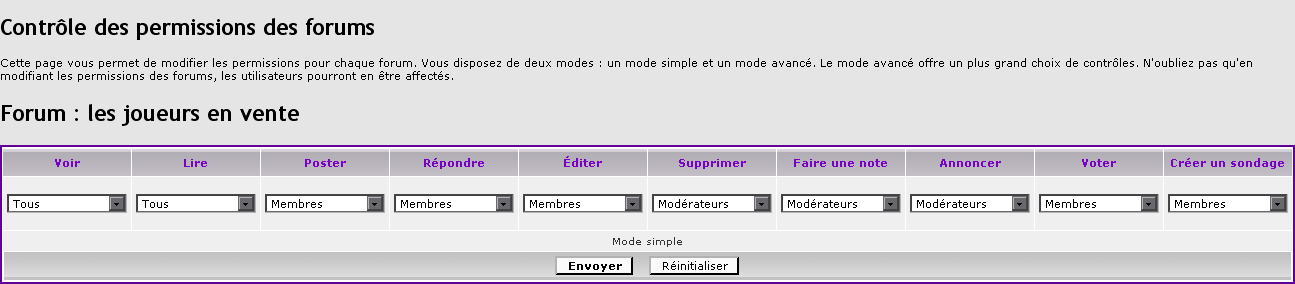 Contrôle des permissions des forums
Cette page vous permet de modifier les permissions pour chaque forum. Vous disposez de deux modes : un mode simple et un mode avancé. Le mode avancé offre un plus grand choix de contrôles. N'oubliez pas qu'en
modifiant les permissions des forums, les utilisateurs pourront en être affectés.
Forum : les joueurs en vente
Voir Lire Poster Répondre Éditer Supprimer Faire une note Annoncer Voter Créer un sondage
Tous Tous Membres Membres Membres Modérateurs Modérateurs Modérateurs Membres Membres
Mode simple
Envoyer Réinitialiser